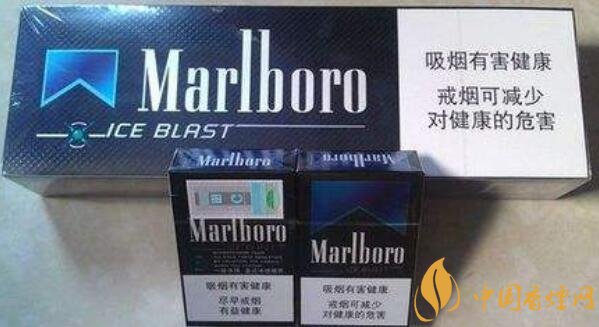 Marlboro
ICE BLAST
吸烟有害健康
戒烟可减少
对健康的危害
Marlboro
Marlboro
Marlboro
吸烟有害健康
尽早戒烟
有益健康
Marlboro
ICE BLAST
吸烟有害健康
戒烟可减少
对健康的危害
中国香烟网